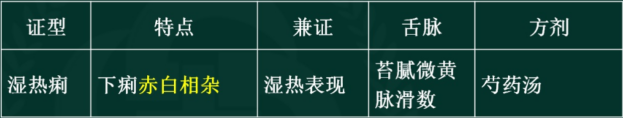 证型 特点 兼证 舌脉 方剂
湿热痢 下痢赤白相杂 湿热表现 苔腻微黄 芍药汤
脉滑数